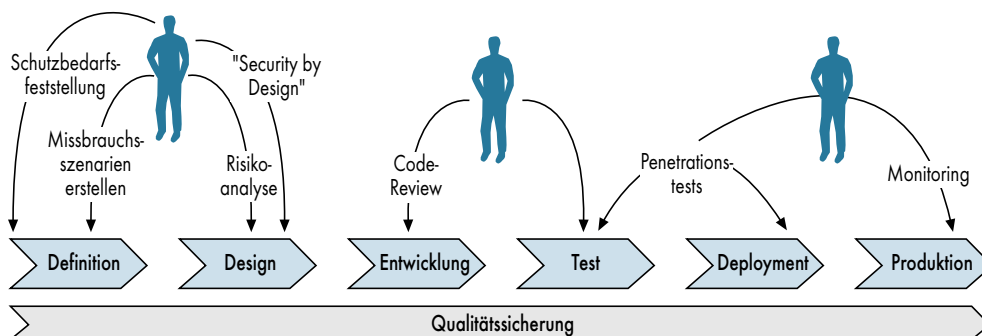 Schutzbedarfs-
feststellung
"Security by
Design"
Missbrauchs-
szenarien
erstellen
Risiko-
analyse
Code-
Review
Penetrations-
tests
Monitoring
Definition
Design
Entwicklung
Test
Deployment
Produktion
Qualitätssicherung